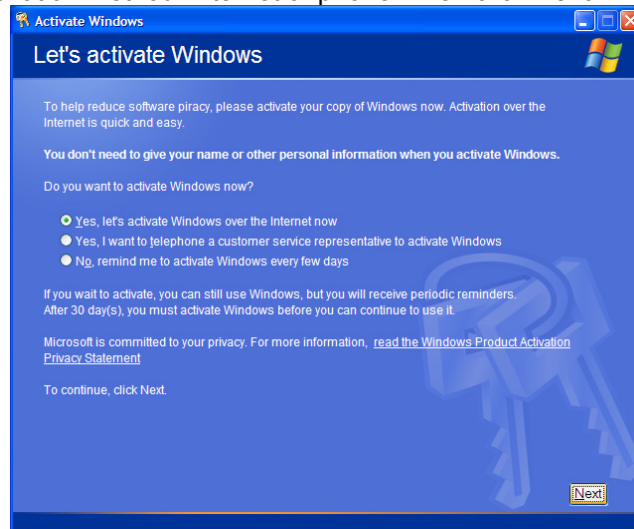 Activate Windows
Let's activate Windows
To help reduce software piracy, please activate your copy of Windows now. Activation over the
Internet is quick and easy.
You don't need to give your name or other personal information when you activate Windows.
Do you want to activate Windows now?
Yes, let's activate Windows over the Internet now
Yes, I want to telephone a customer service representative to activate Windows
No, remind me to activate Windows every few days
If you wait to activate, you can still use Windows, but you will receive periodic reminders.
After 30 day(s), you must activate Windows before you can continue to use it.
Microsoft is committed to your privacy. For more information, read the Windows Product Activation
Privacy Statement
To continue, click Next.
Next